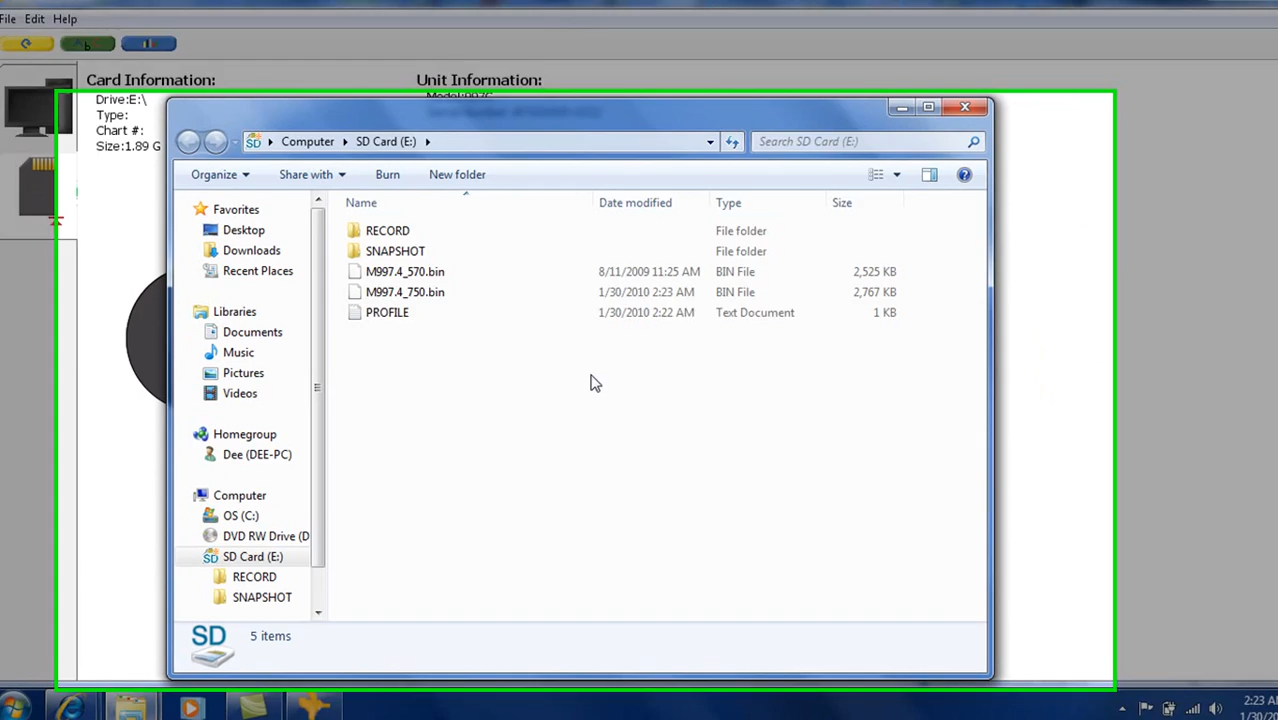 File Edit Help
Card Information: Unit Information:
Drive:E:\
Type:
Chart #:
Size:1.89 G
Computer SD Card (E:) Search SD Card (E:)
Organize Share with Burn New folder
Name Date modified Type Size
Favorites
Desktop
Downloads
Recent Places
Libraries
Documents
Music
Pictures
Videos
Homegroup
Dee (DEE-PC)
Computer
OS (C:)
DVD RW Drive (D
SD Card (E:)
RECORD
SNAPSHOT
RECORD File folder
SNAPSHOT File folder
M997.4_570.bin 8/11/2009 11:25 AM BIN File 2,525 KB
M997.4_750.bin 1/30/2010 2:23 AM BIN File 2,767 KB
PROFILE 1/30/2010 2:22 AM Text Document 1 KB
SD 5 items
2:23 A
1/30/20